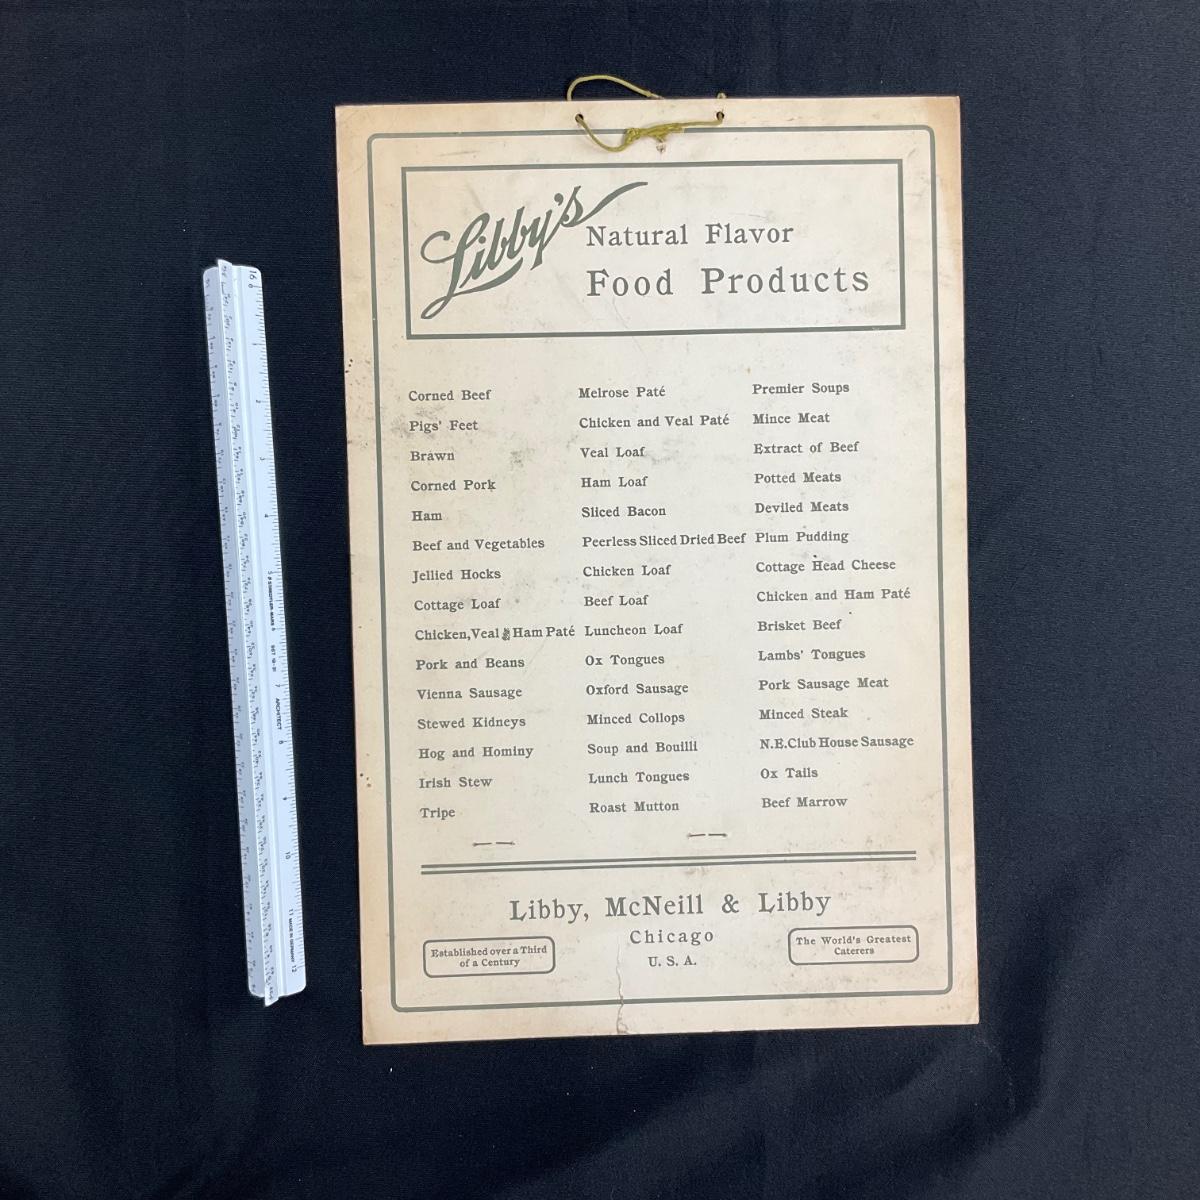 Libby's
Natural Flavor
Food Products
Corned Beef
Pigs' Feet
Brawn
Corned Pork
Ham
Beef and Vegetables
Jellied Hocks
Cottage Loaf
Chicken, Veal & Ham Paté
Pork and Beans
Vienna Sausage
Stewed Kidneys
Hog and Hominy
Irish Stew
Tripe
Melrose Paté
Chicken and Veal Paté
Veal Loaf
Ham Loaf
Sliced Bacon
Peerless Sliced Dried Beef
Chicken Loaf
Beef Loaf
Luncheon Loaf
Ox Tongues
Oxford Sausage
Minced Collops
Soup and Bouilli
Lunch Tongues
Roast Mutton
Premier Soups
Mince Meat
Extract of Beef
Potted Meats
Deviled Meats
Plum Pudding
Cottage Head Cheese
Chicken and Ham Paté
Brisket Beef
Lambs' Tongues
Pork Sausage Meat
Minced Steak
N.E. Club House Sausage
Ox Tails
Beef Marrow
Libby, McNeill & Libby
Chicago
U. S. A.
Established over a Third
of a Century
The World's Greatest
Caterers